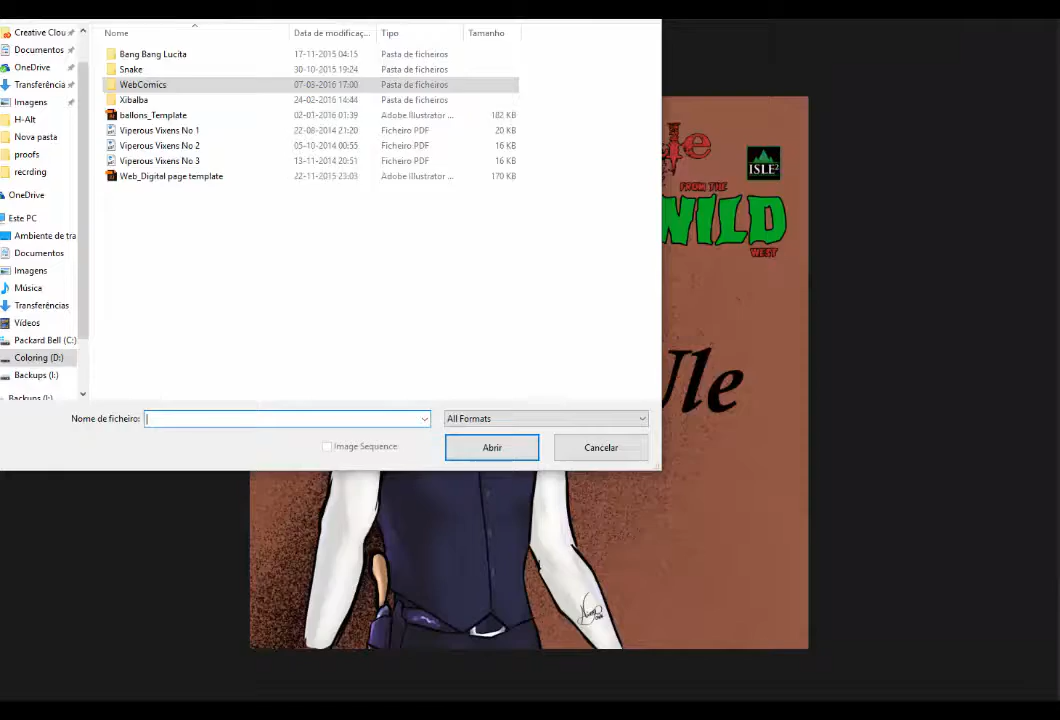 Nome Data de modificaç... Tipo Tamanho
Creative Clou
Documentos
OneDrive
Transferência
Imagens
H-Alt
Nova pasta
proofs
recrding
OneDrive
Este PC
Ambiente de tra
Documentos
Imagens
Música
Transferências
Vídeos
Packard Bell (C:)
Coloring (D:)
Backups (I:)
Backups (I:)
Bang Bang Lucita 17-11-2015 04:15 Pasta de ficheiros
Snake 30-10-2015 19:24 Pasta de ficheiros
WebComics 07-03-2016 17:00 Pasta de ficheiros
Xibalba 24-02-2016 14:44 Pasta de ficheiros
ballons_Template 02-01-2016 01:39 Adobe Illustrator ... 182 KB
Viperous Vixens No 1 22-08-2014 21:20 Ficheiro PDF 20 KB
Viperous Vixens No 2 05-10-2014 00:55 Ficheiro PDF 16 KB
Viperous Vixens No 3 13-11-2014 20:51 Ficheiro PDF 16 KB
Web_Digital page template 22-11-2015 23:03 Adobe Illustrator ... 170 KB
Nome de ficheiro: All Formats
Image Sequence Abrir Cancelar
le
ISLE²
FROM THE
WILD
WEST
Ule